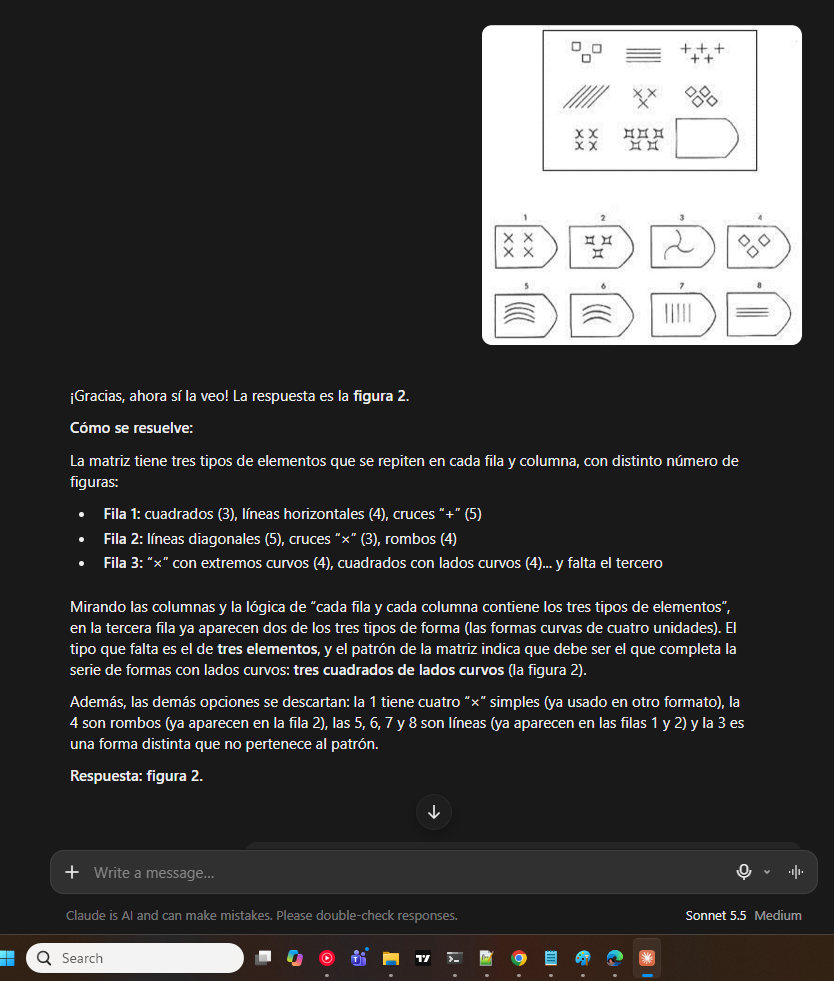 1 2 3 4
5 6 7 8
¡Gracias, ahora sí la veo! La respuesta es la figura 2.
Cómo se resuelve:
La matriz tiene tres tipos de elementos que se repiten en cada fila y columna, con distinto número de
figuras:
• Fila 1: cuadrados (3), líneas horizontales (4), cruces “+” (5)
• Fila 2: líneas diagonales (5), cruces “×” (3), rombos (4)
• Fila 3: “×” con extremos curvos (4), cuadrados con lados curvos (4)... y falta el tercero
Mirando las columnas y la lógica de “cada fila y cada columna contiene los tres tipos de elementos”,
en la tercera fila ya aparecen dos de los tres tipos de forma (las formas curvas de cuatro unidades). El
tipo que falta es el de tres elementos, y el patrón de la matriz indica que debe ser el que completa la
serie de formas con lados curvos: tres cuadrados de lados curvos (la figura 2).
Además, las demás opciones se descartan: la 1 tiene cuatro “×” simples (ya usado en otro formato), la
4 son rombos (ya aparecen en la fila 2), las 5, 6, 7 y 8 son líneas (ya aparecen en las filas 1 y 2) y la 3 es
una forma distinta que no pertenece al patrón.
Respuesta: figura 2.
Write a message...
Claude is AI and can make mistakes. Please double-check responses.
Sonnet 5.5 Medium
Search